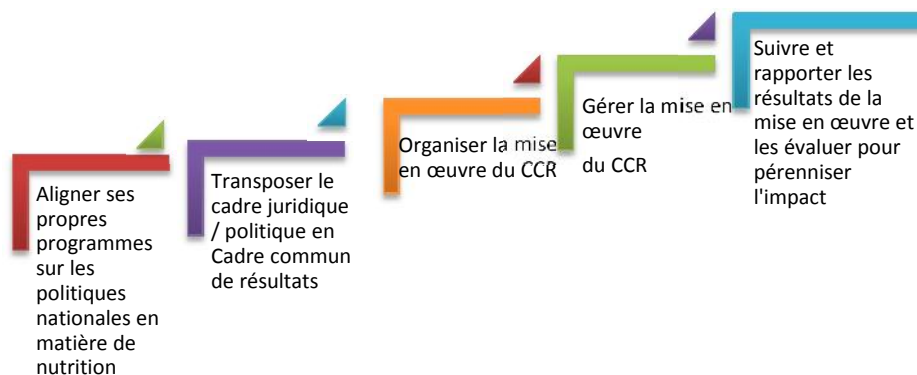 Aligner ses
propres
programmes
sur les
politiques
nationales en
matière de
nutrition
Transposer le
cadre juridique
/ politique en
Cadre commun
de résultats
Organiser la mise
en œuvre du CCR
Gérer la mise en
œuvre
du CCR
Suivre et
rapporter les
résultats de la
mise en œuvre et
les évaluer pour
pérenniser
l'impact